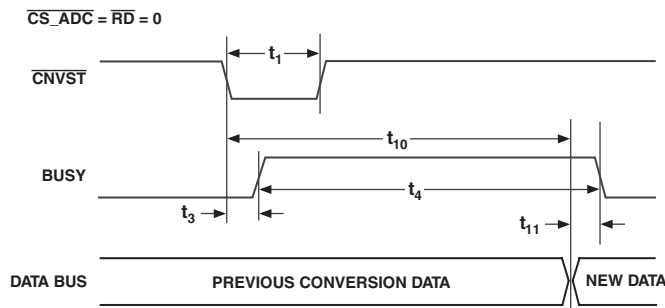 CS_ADC = RD = 0
t1
CNVST
t10
BUSY
t4
t3
t11
DATA BUS
PREVIOUS CONVERSION DATA
NEW DATA